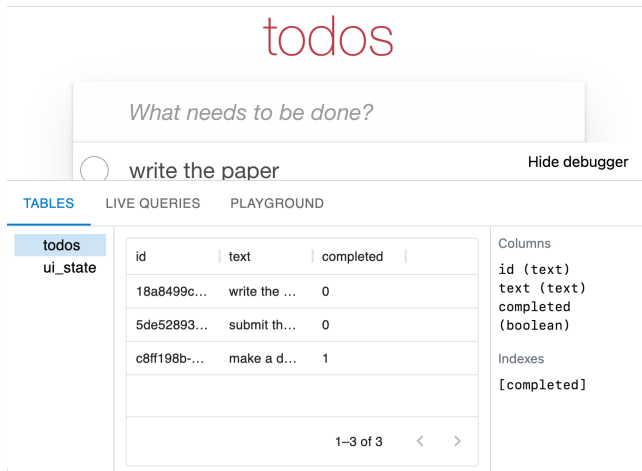 todos
What needs to be done?
write the paper
Hide debugger
TABLES LIVE QUERIES PLAYGROUND
todos
ui_state
id text completed
18a8499c... write the ... 0
5de52893... submit th... 0
c8ff198b-... make a d... 1
1–3 of 3
Columns
id (text)
text (text)
completed
(boolean)
Indexes
[completed]